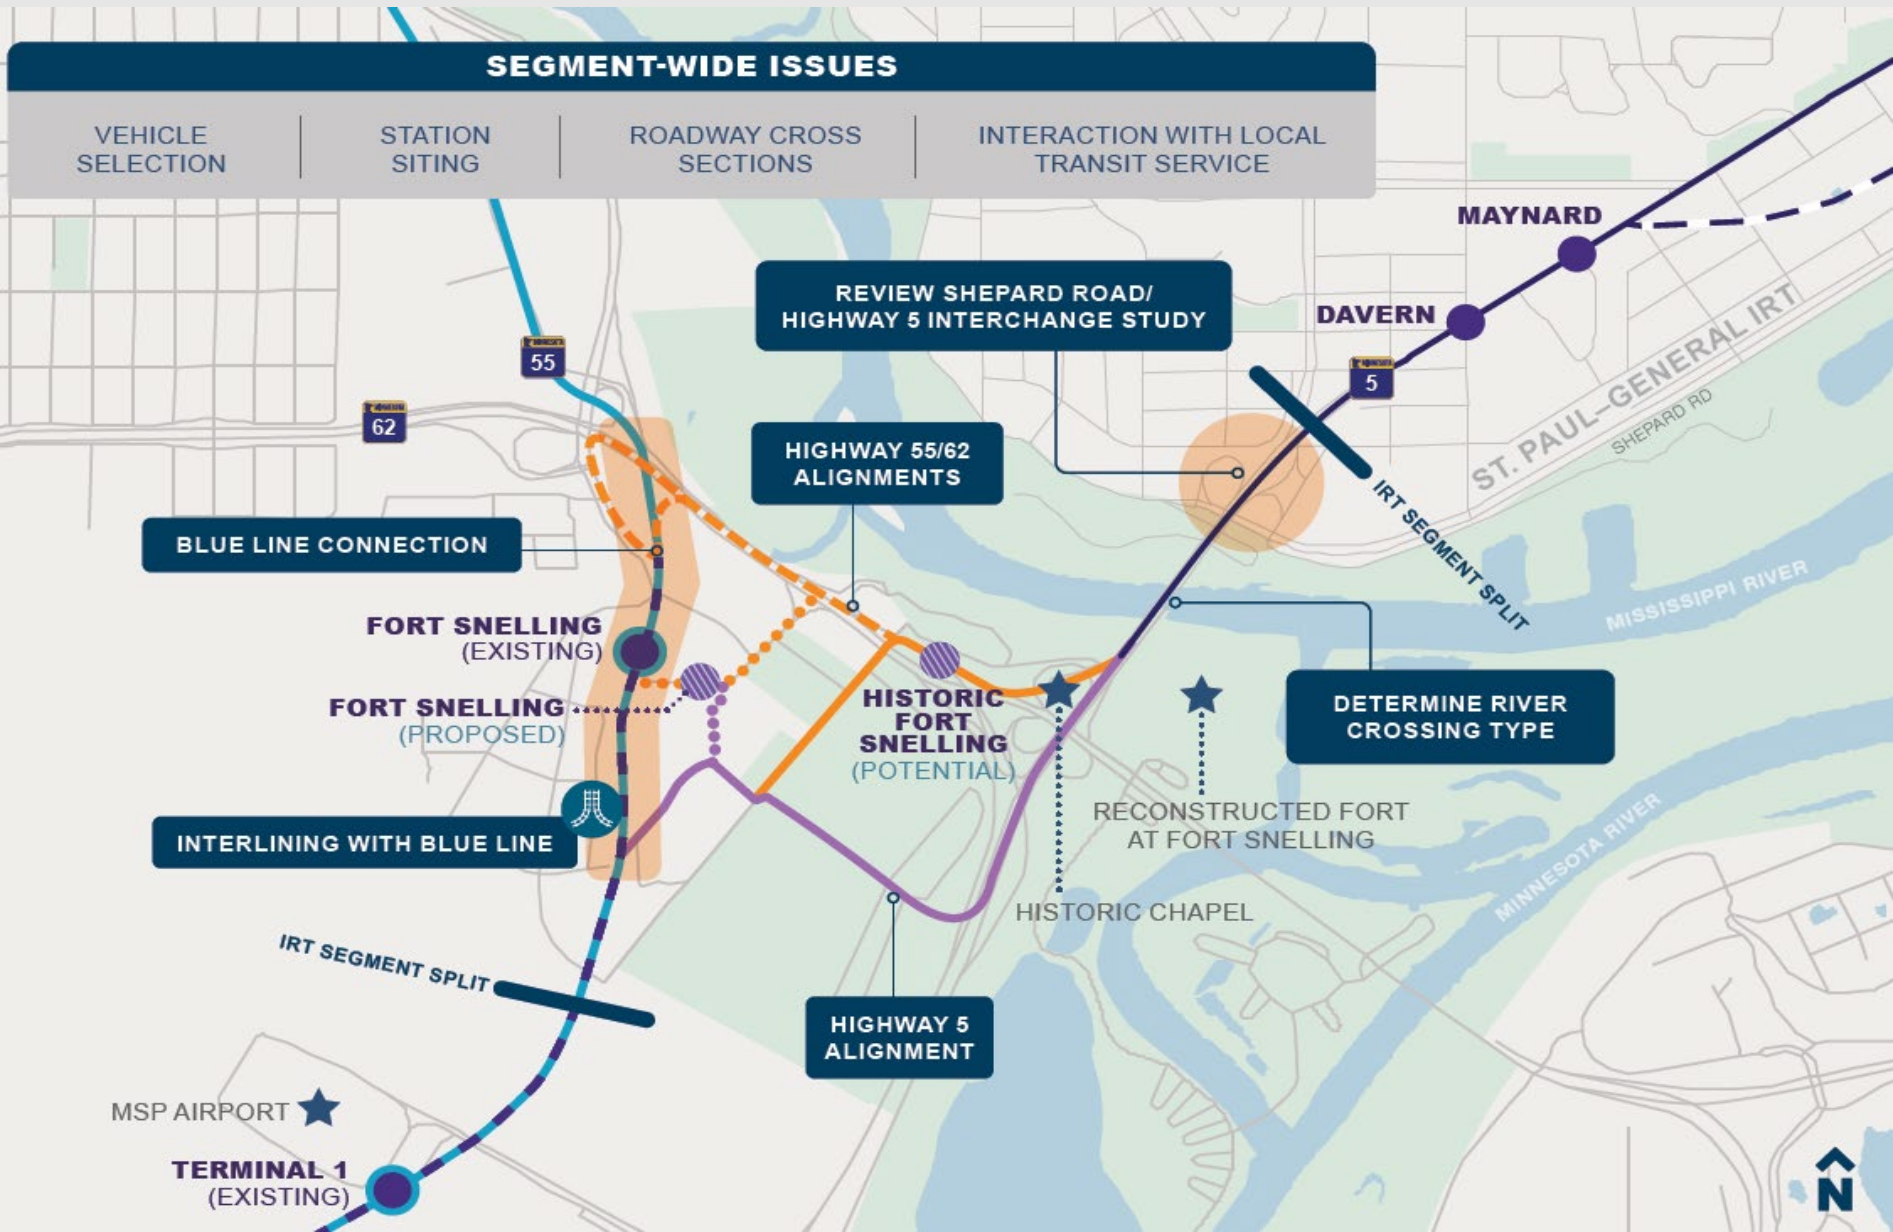 SEGMENT-WIDE ISSUES
VEHICLE
SELECTION
STATION
SITING
ROADWAY CROSS
SECTIONS
INTERACTION WITH LOCAL
TRANSIT SERVICE
MAYNARD
DAVERN
REVIEW SHEPARD ROAD/
HIGHWAY 5 INTERCHANGE STUDY
55
5
62
HIGHWAY 55/62
ALIGNMENTS
ST. PAUL–GENERAL IRT
SHEPARD RD
IRT SEGMENT SPLIT
BLUE LINE CONNECTION
MISSISSIPPI RIVER
FORT SNELLING
(EXISTING)
FORT SNELLING
(PROPOSED)
HISTORIC
FORT
SNELLING
(POTENTIAL)
DETERMINE RIVER
CROSSING TYPE
INTERLINING WITH BLUE LINE
RECONSTRUCTED FORT
AT FORT SNELLING
MINNESOTA RIVER
HISTORIC CHAPEL
IRT SEGMENT SPLIT
HIGHWAY 5
ALIGNMENT
MSP AIRPORT
TERMINAL 1
(EXISTING)
N